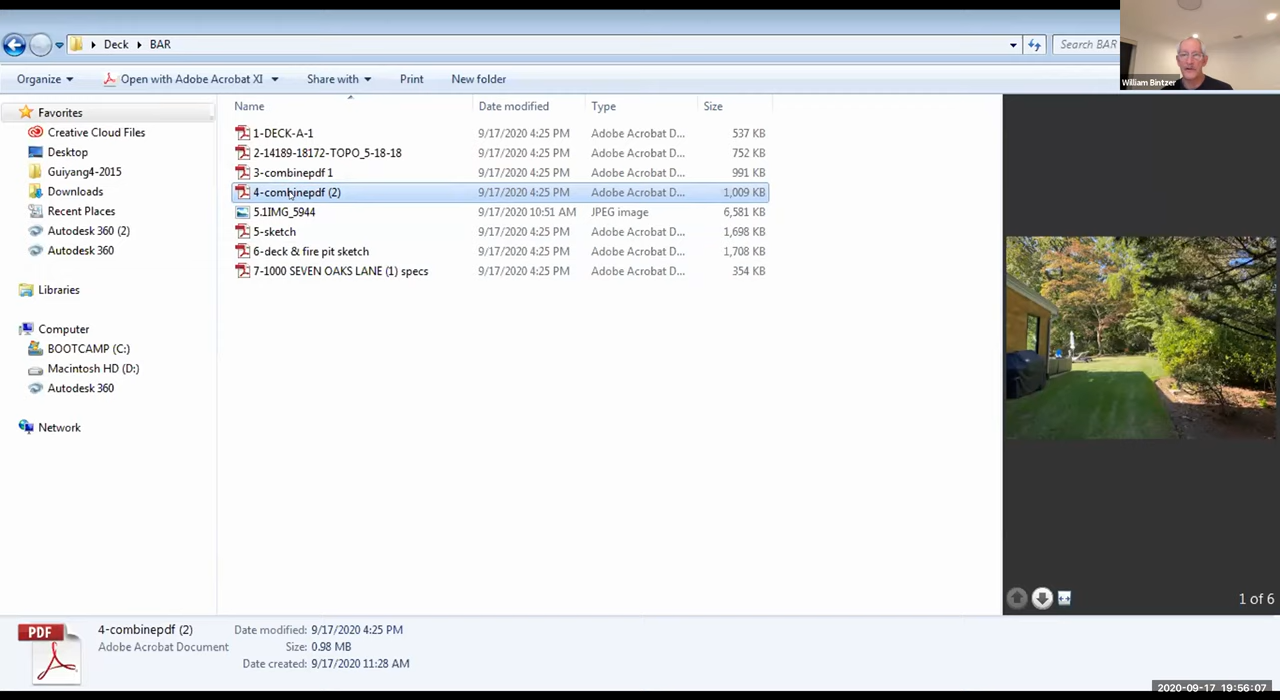 Deck BAR
Search BAR
William Bintzer
Organize Open with Adobe Acrobat XI Share with Print New folder
Name Date modified Type Size
Favorites
Creative Cloud Files
Desktop
Guiyang4-2015
Downloads
Recent Places
Autodesk 360 (2)
Autodesk 360
Libraries
Computer
BOOTCAMP (C:)
Macintosh HD (D:)
Autodesk 360
Network
1-DECK-A-1 9/17/2020 4:25 PM Adobe Acrobat D... 537 KB
2-14189-18172-TOPO_5-18-18 9/17/2020 4:25 PM Adobe Acrobat D... 752 KB
3-combinepdf 1 9/17/2020 4:25 PM Adobe Acrobat D... 991 KB
4-combinepdf (2) 9/17/2020 4:25 PM Adobe Acrobat D... 1,009 KB
5.1IMG_5944 9/17/2020 10:51 AM JPEG image 6,581 KB
5-sketch 9/17/2020 4:25 PM Adobe Acrobat D... 1,698 KB
6-deck & fire pit sketch 9/17/2020 4:25 PM Adobe Acrobat D... 1,708 KB
7-1000 SEVEN OAKS LANE (1) specs 9/17/2020 4:25 PM Adobe Acrobat D... 354 KB
1 of 6
PDF
4-combinepdf (2) Date modified: 9/17/2020 4:25 PM
Adobe Acrobat Document Size: 0.98 MB
Date created: 9/17/2020 11:28 AM
2020-09-17 19:56:07